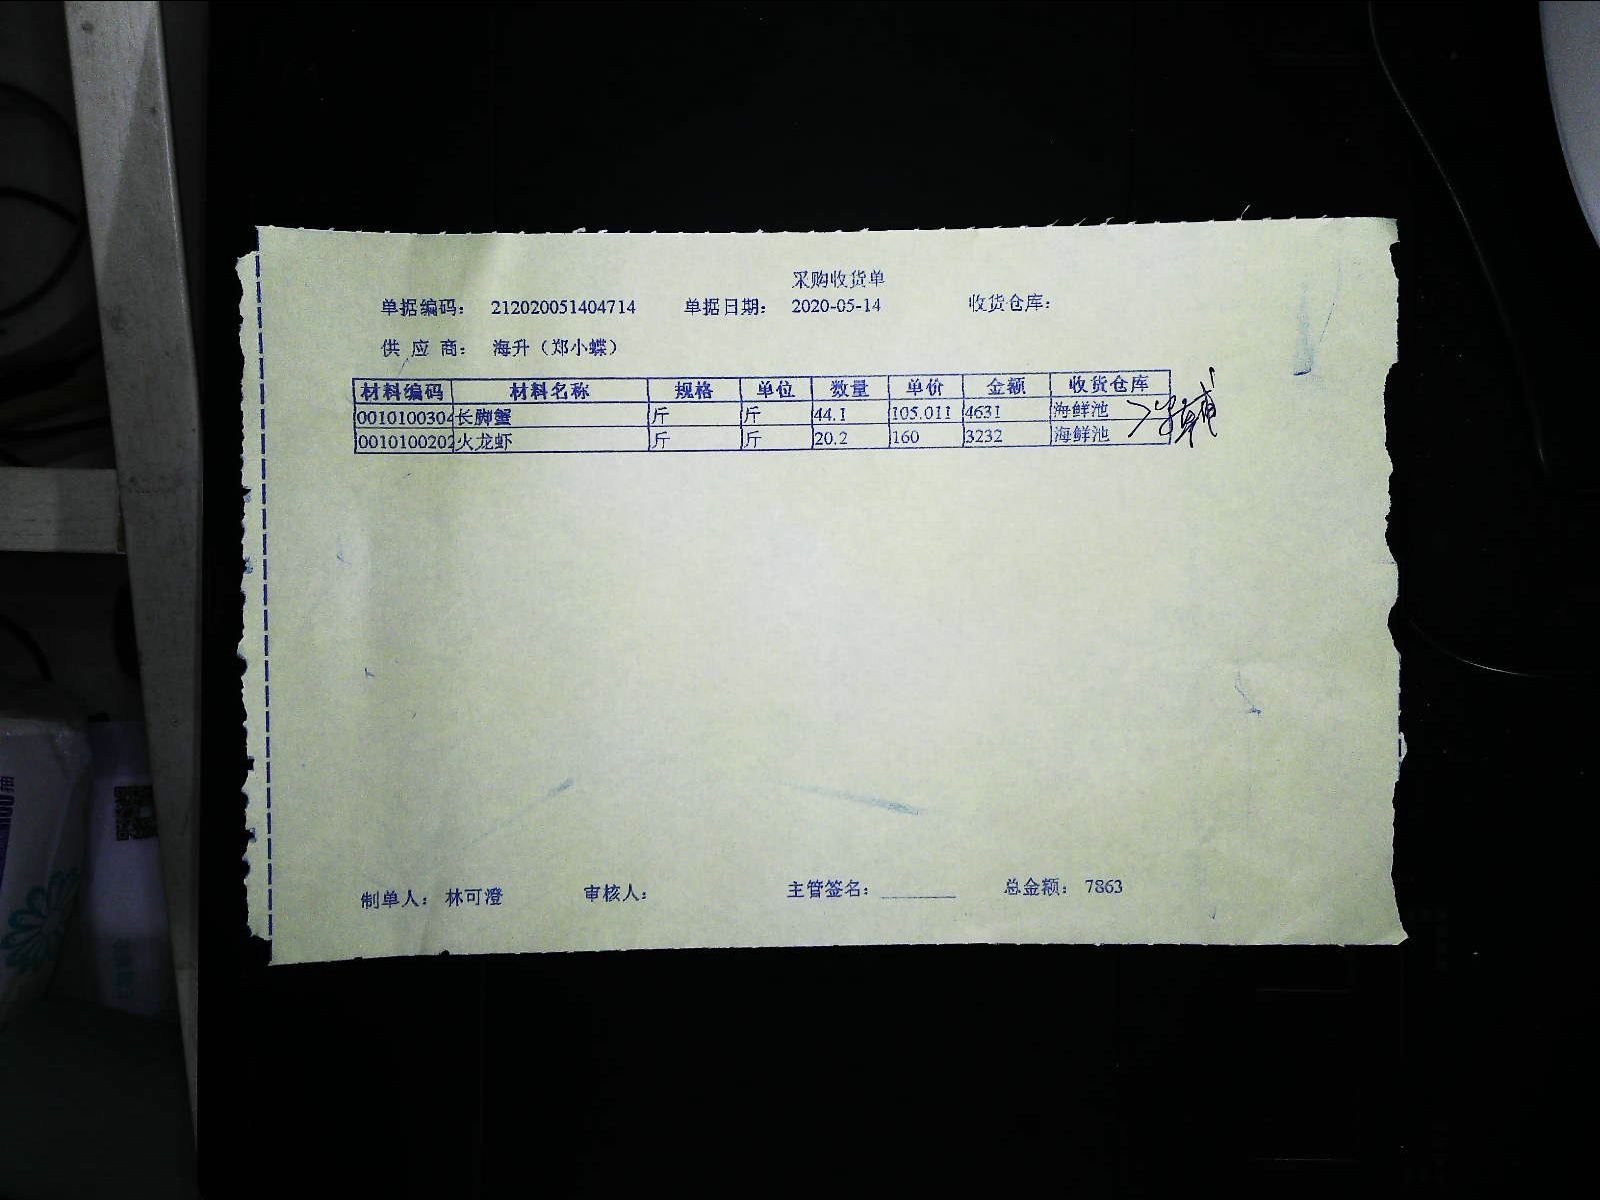 采购收货单
单据编码： 212020051404714 单据日期： 2020-05-14 收货仓库：
供 应 商： 海升（郑小蝶）
材料编码 材料名称 规格 单位 数量 单价 金额 收货仓库
0010100304 长脚蟹 斤 斤 44.1 105.011 4631 海鲜池
0010100202 火龙虾 斤 斤 20.2 160 3232 海鲜池
制单人： 林可澄 审核人： 主管签名： 总金额： 7863